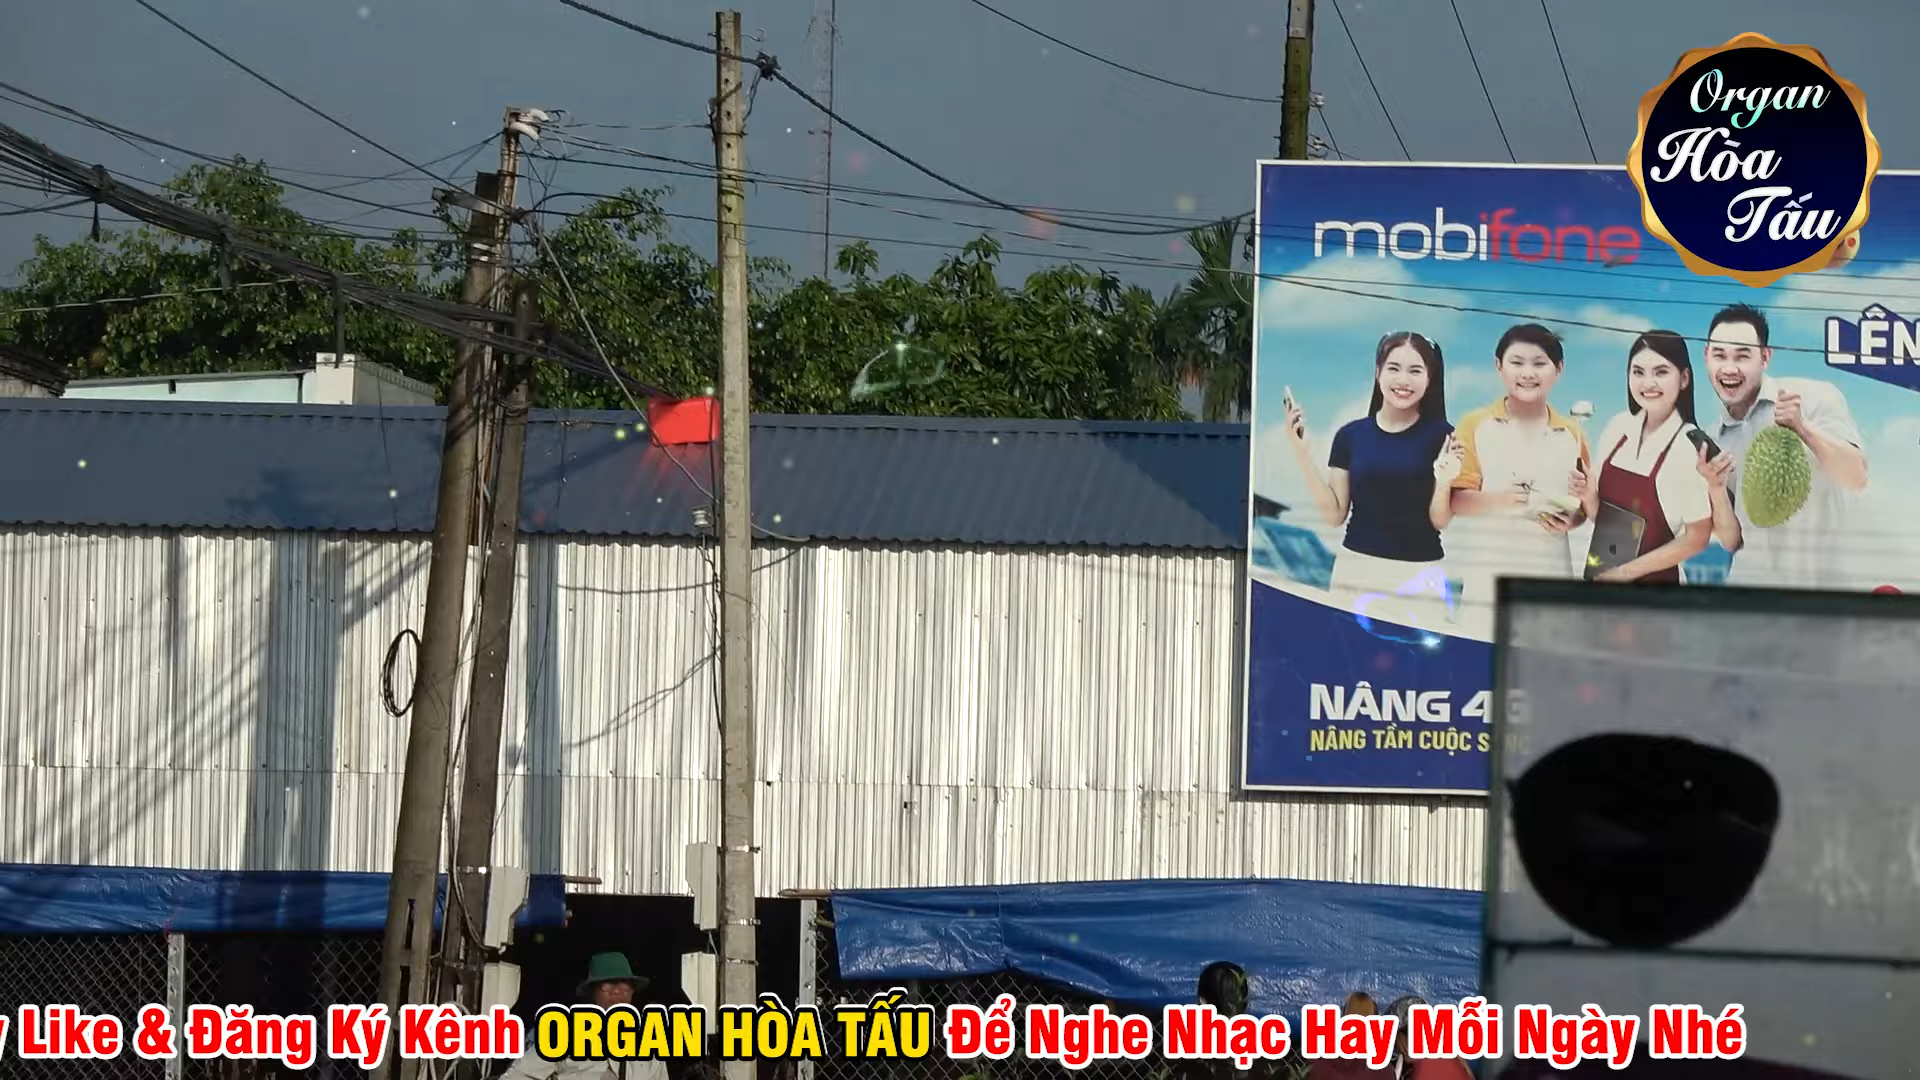 Organ
Hòa
Tấu
mobifone
LÊN
NÂNG 4G
NÂNG TẦM CUỘC
Like & Đăng Ký Kênh ORGAN HÒA TẤU Để Nghe Nhạc Hay Mỗi Ngày Nhé